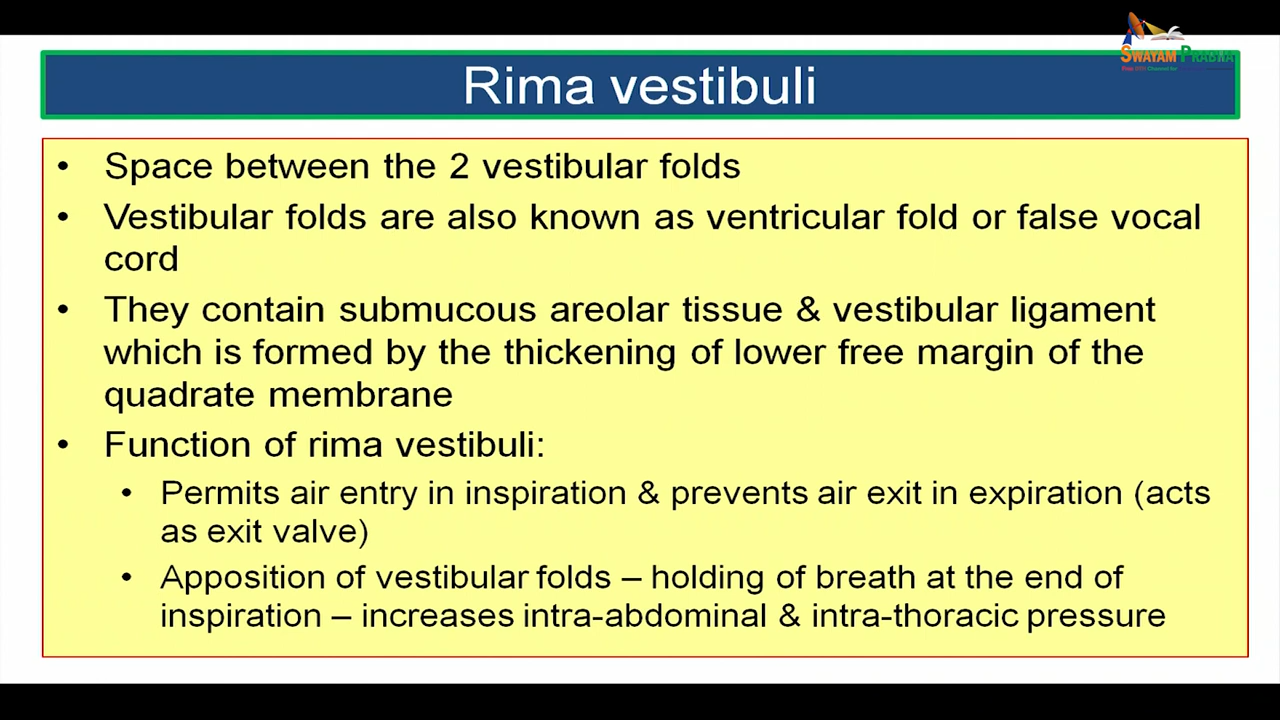 SWAYAM PRABHA
Rima vestibuli
• Space between the 2 vestibular folds
• Vestibular folds are also known as ventricular fold or false vocal
cord
• They contain submucous areolar tissue & vestibular ligament
which is formed by the thickening of lower free margin of the
quadrate membrane
• Function of rima vestibuli:
• Permits air entry in inspiration & prevents air exit in expiration (acts
as exit valve)
• Apposition of vestibular folds – holding of breath at the end of
inspiration – increases intra-abdominal & intra-thoracic pressure